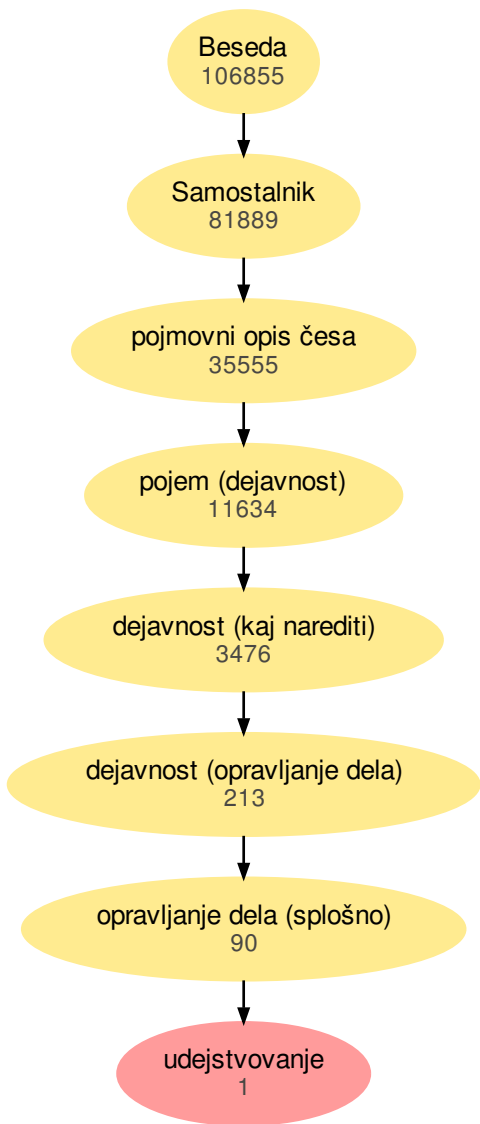 Beseda
106855
Samostalnik
81889
pojmovni opis česa
35555
pojem (dejavnost)
11634
dejavnost (kaj narediti)
3476
dejavnost (opravljanje dela)
213
opravljanje dela (splošno)
90
udejstvovanje
1